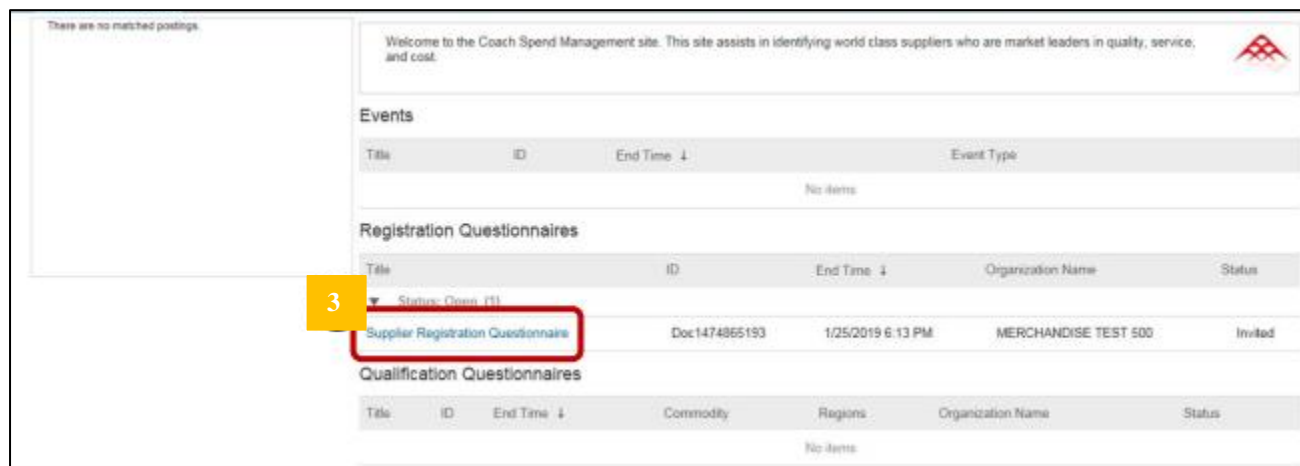 There are no matched postings.
Welcome to the Coach Spend Management site. This site assists in identifying world class suppliers who are market leaders in quality, service,
and cost.
Events
Title ID End Time ↓ Event Type
No items
Registration Questionnaires
Title ID End Time ↓ Organization Name Status
3
▼ Status: Open (1)
Supplier Registration Questionnaire Doc1474865193 1/25/2019 6:13 PM MERCHANDISE TEST 500 Invited
Qualification Questionnaires
Title ID End Time ↓ Commodity Regions Organization Name Status
No items